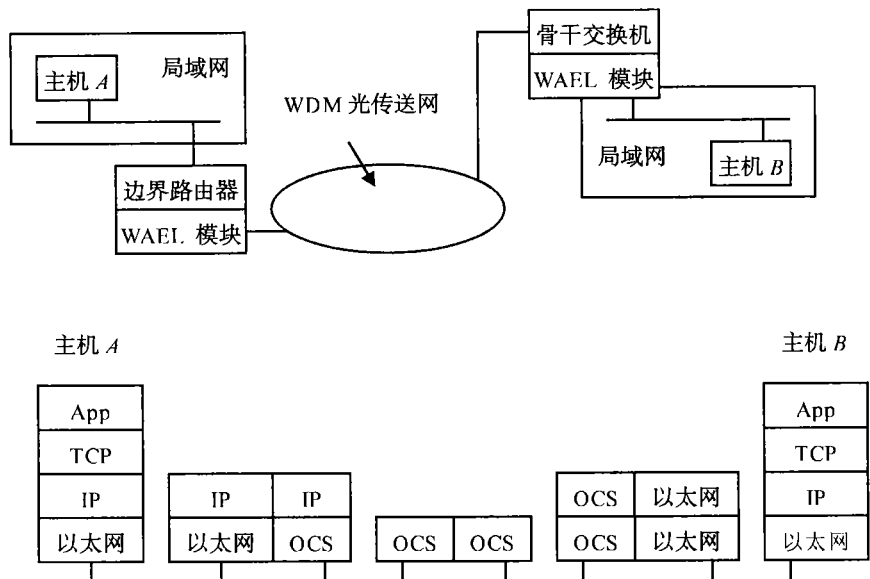 骨干交换机
WAEL 模块
局域网
主机 A
WDM 光传送网
局域网
主机 B
边界路由器
WAEL 模块
主机 A
主机 B
App
TCP
IP
以太网
IP
IP
以太网
OCS
OCS
OCS
OCS
以太网
OCS
以太网
App
TCP
IP
以太网